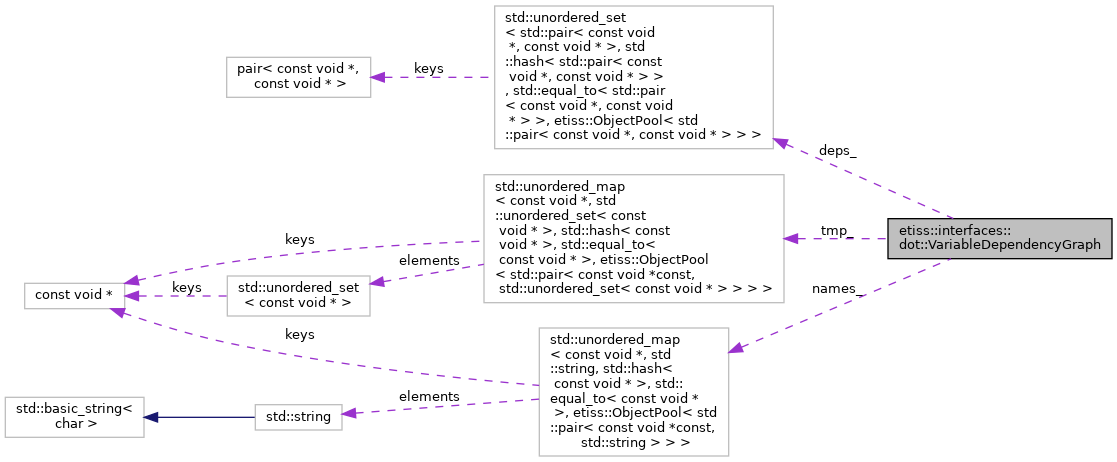 std::unordered_set
< std::pair< const void
*, const void * >, std
::hash< std::pair< const
void *, const void * > >
, std::equal_to< std::pair
< const void *, const void
* > >, etiss::ObjectPool< std
::pair< const void *, const void * > > >
pair< const void *,
const void * >
keys
deps_
std::unordered_map
< const void *, std
::unordered_set< const
void * >, std::hash< const
void * >, std::equal_to<
const void * >, etiss::ObjectPool
< std::pair< const void *const,
std::unordered_set< const void * > > > >
tmp_
etiss::interfaces::
dot::VariableDependencyGraph
keys
elements
const void *
keys
std::unordered_set
< const void * >
names_
keys
std::unordered_map
< const void *, std
::string, std::hash<
const void * >, std::
equal_to< const void *
>, etiss::ObjectPool< std
::pair< const void *const,
std::string > > >
elements
std::basic_string<
char >
std::string